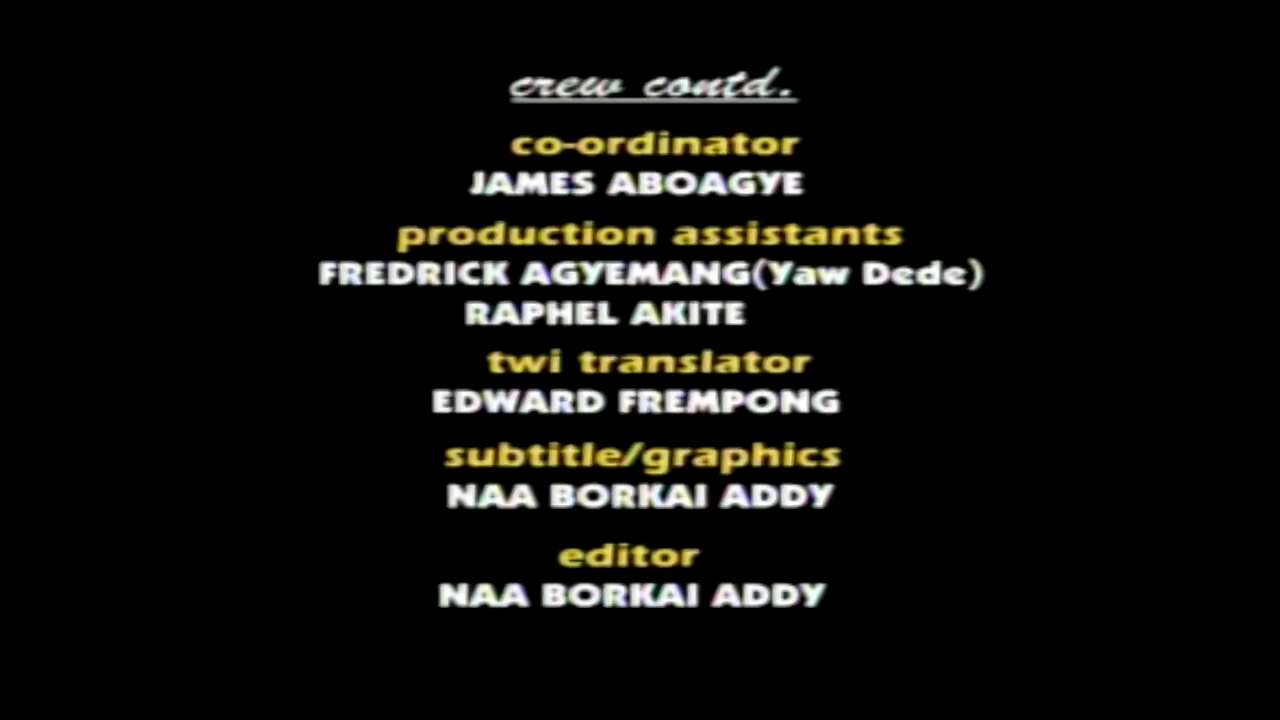 crew contd.
co-ordinator
JAMES ABOAGYE
production assistants
FREDRICK AGYEMANG(Yaw Dede)
RAPHEL AKITE
twi translator
EDWARD FREMPONG
subtitle/graphics
NAA BORKAI ADDY
editor
NAA BORKAI ADDY